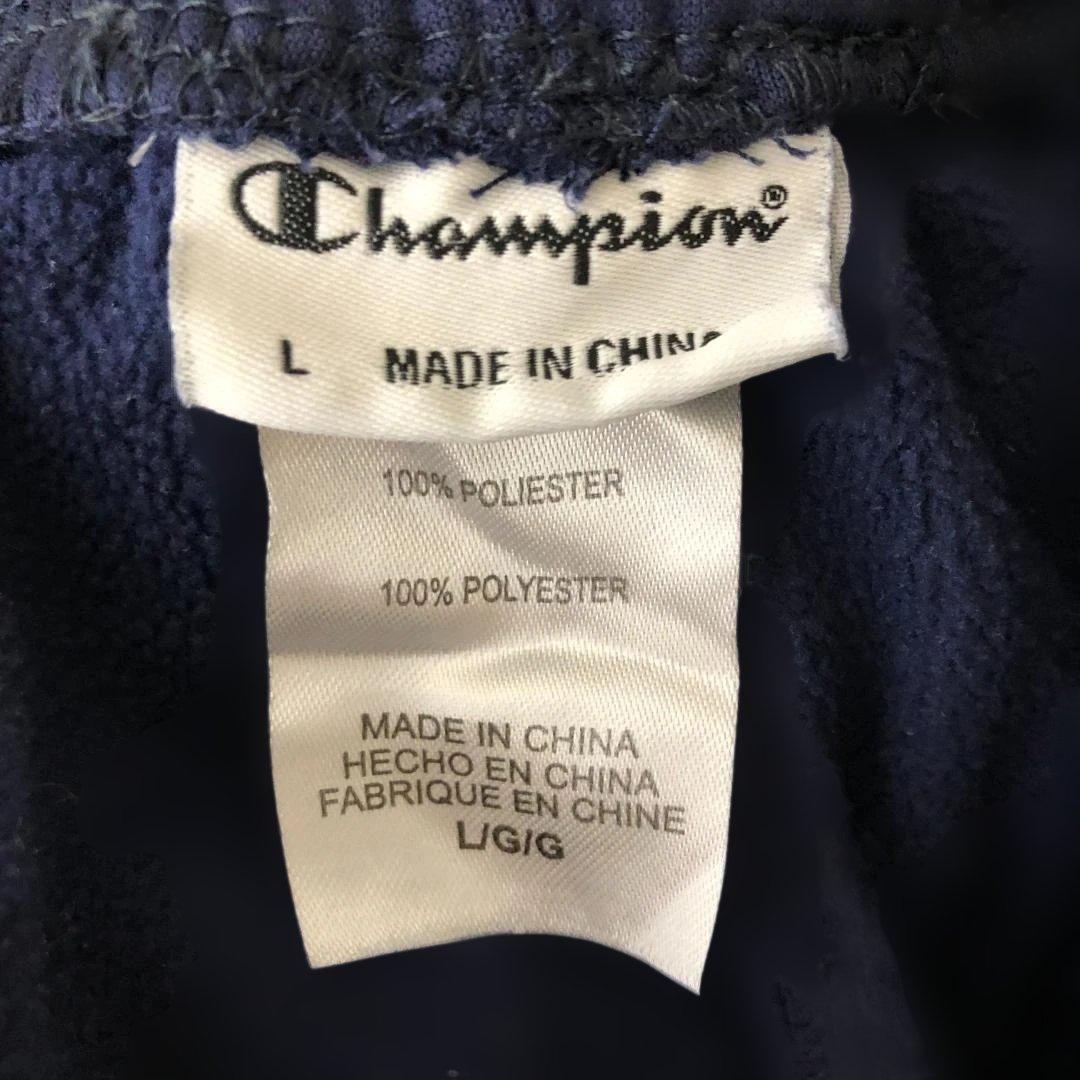 Champion®
L MADE IN CHINA
100% POLIESTER
100% POLYESTER
MADE IN CHINA
HECHO EN CHINA
FABRIQUE EN CHINE
L/G/G